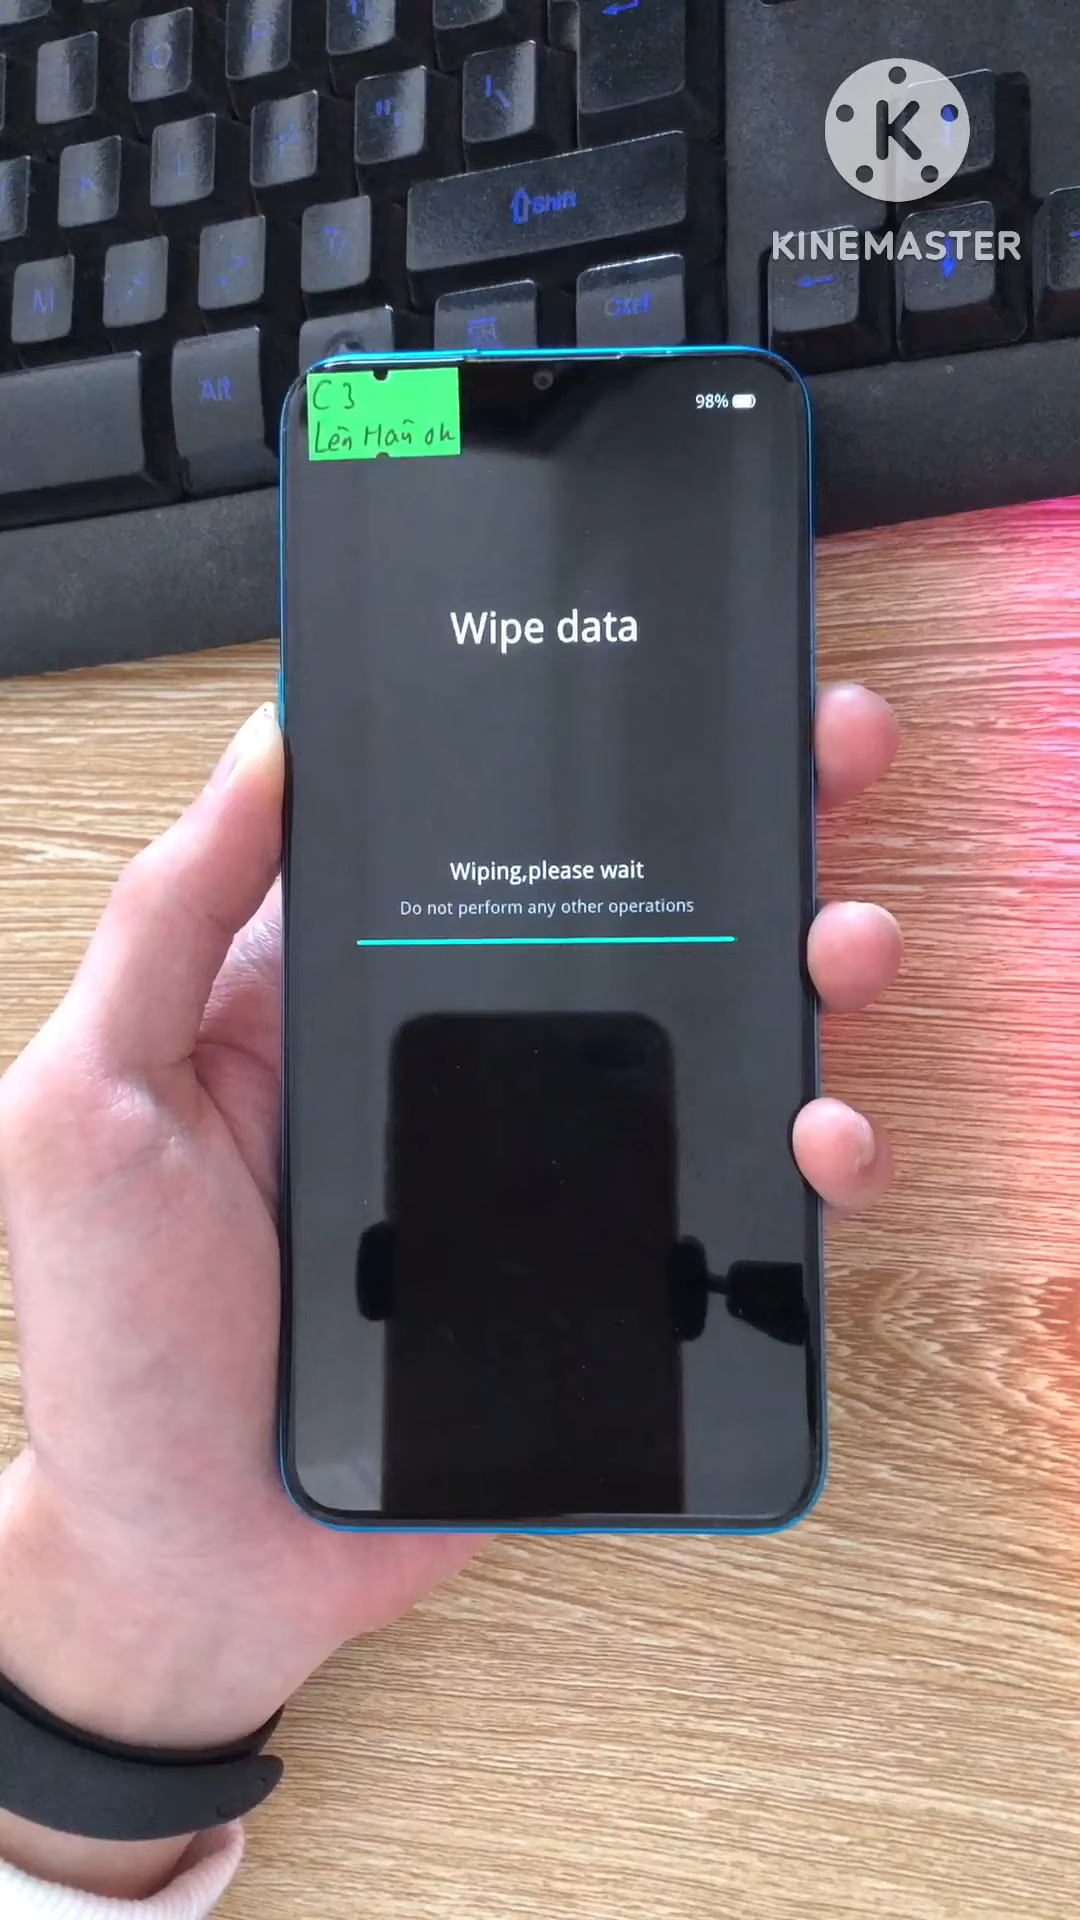 Shift
Alt
Ctrl
M
K
L
K
KINEMASTER
C3
Lên Màn ok
98%
Wipe data
Wiping,please wait
Do not perform any other operations